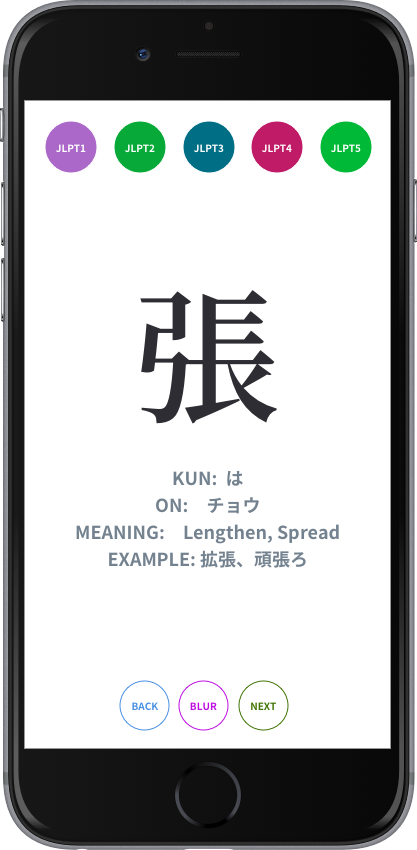 JLPT1 JLPT2 JLPT3 JLPT4 JLPT5
張
KUN: は
ON: チョウ
MEANING: Lengthen, Spread
EXAMPLE: 拡張、頑張ろ
BACK BLUR NEXT